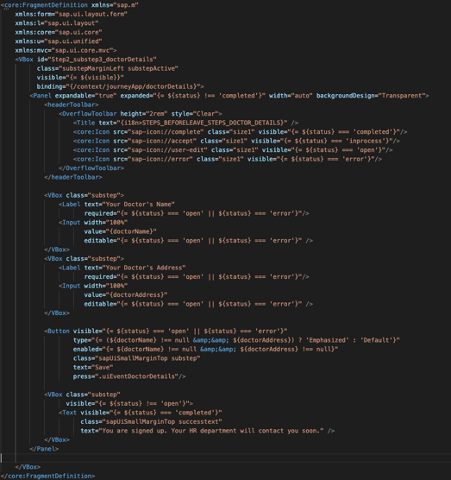 <core:FragmentDefinition xmlns="sap.m"
xmlns:form="sap.ui.layout.form"
xmlns:l="sap.ui.layout"
xmlns:core="sap.ui.core"
xmlns:u="sap.ui.unified"
xmlns:mvc="sap.ui.core.mvc">
<VBox id="Step2_substep3_doctorDetails"
class="substepMarginLeft substepActive"
visible="{= ${visible}}"
binding="{/context/journeyApp/doctorDetails}">
<Panel expandable="true" expanded="{= ${status} !== 'completed'}" width="auto" backgroundDesign="Transparent">
<headerToolbar>
<OverflowToolbar height="2rem" style="Clear">
<Title text="{i18n>STEPS_BEFORELEAVE_STEPS_DOCTOR_DETAILS}" />
<core:Icon src="sap-icon://complete" class="size1" visible="{= ${status} === 'completed'}"/>
<core:Icon src="sap-icon://accept" class="size1" visible="{= ${status} === 'inprocess'}"/>
<core:Icon src="sap-icon://user-edit" class="size1" visible="{= ${status} === 'open'}"/>
<core:Icon src="sap-icon://error" class="size1" visible="{= ${status} === 'error'}"/>
</OverflowToolbar>
</headerToolbar>
<VBox class="substep">
<Label text="Your Doctor's Name"
required="{= ${status} === 'open' || ${status} === 'error'}"/>
<Input width="100%"
value="{doctorName}"
editable="{= ${status} === 'open' || ${status} === 'error'}" />
</VBox>
<VBox class="substep">
<Label text="Your Doctor's Address"
required="{= ${status} === 'open' || ${status} === 'error'}"/>
<Input width="100%"
value="{doctorAddress}"
editable="{= ${status} === 'open' || ${status} === 'error'}" />
</VBox>
<Button visible="{= ${status} === 'open' || ${status} === 'error'}"
type="{= (${doctorName} !== null &amp;&amp; ${doctorAddress}) ? 'Emphasized' : 'Default'}"
enabled="{= ${doctorName} !== null &amp;&amp; ${doctorAddress} !== null}"
class="sapUiSmallMarginTop substep"
text="Save"
press=".uiEventDoctorDetails"/>
<VBox class="substep"
visible="{= ${status} !== 'open'}">
<Text visible="{= ${status} === 'completed'}"
class="sapUiSmallMarginTop successtext"
text="You are signed up. Your HR department will contact you soon." />
</VBox>
</Panel>
</VBox>
</core:FragmentDefinition>